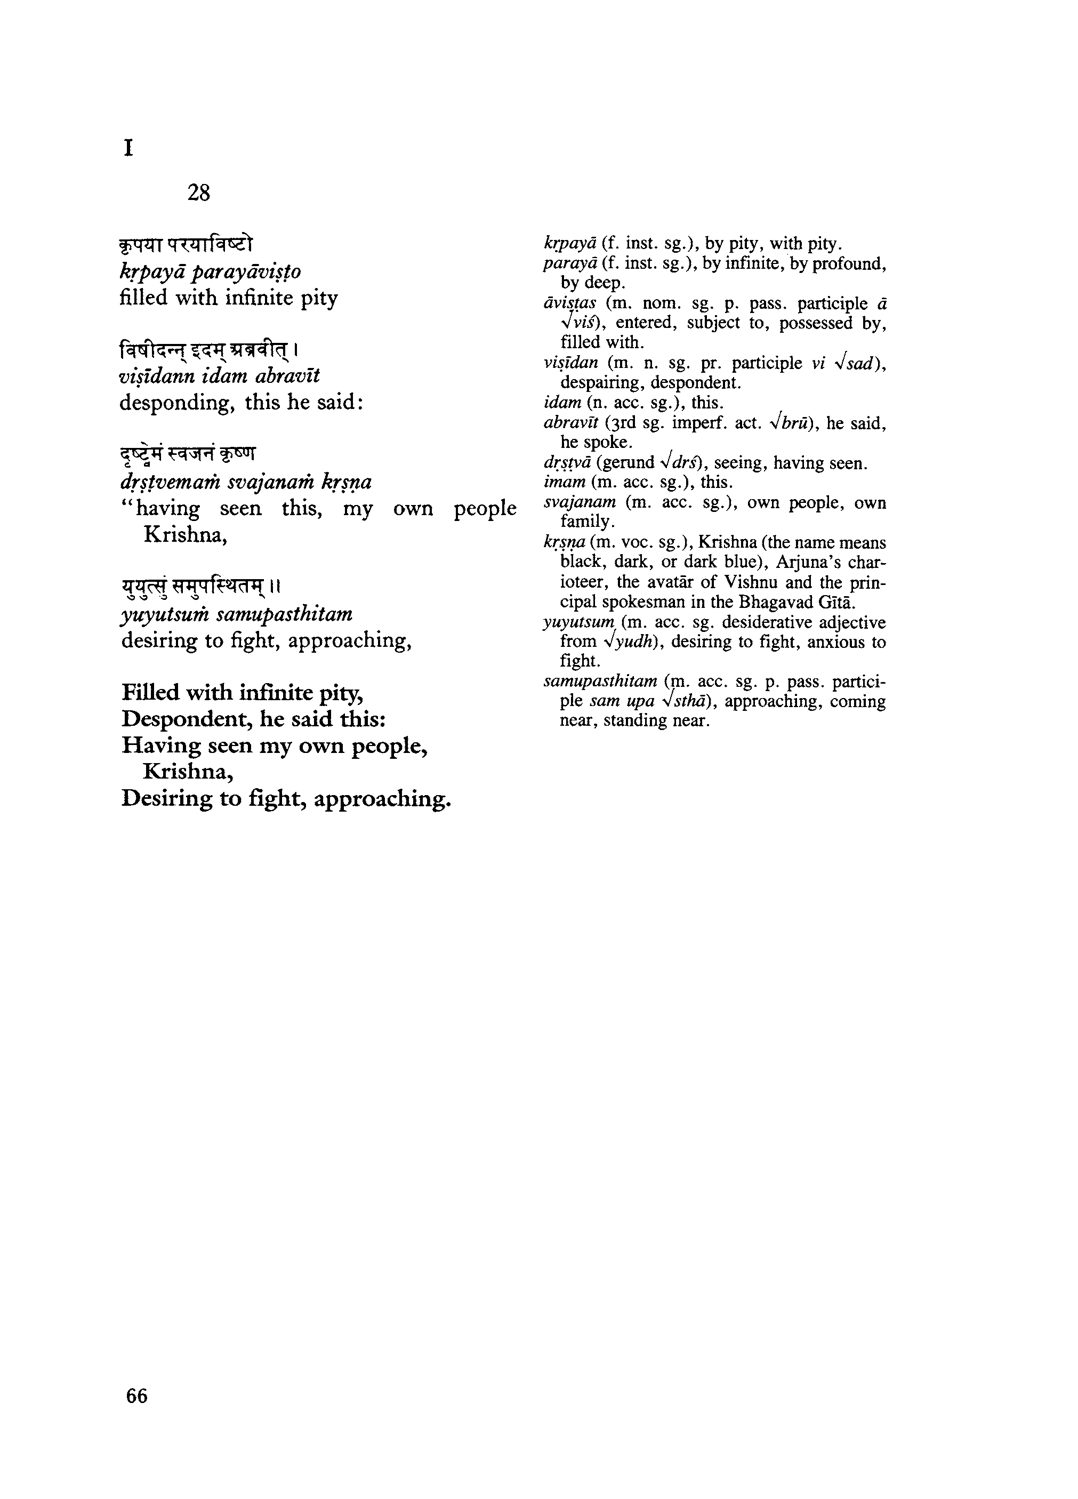 I
28
कृपया परयाविष्टो
kṛpayā parayāviṣṭo
filled with infinite pity
विषीदन्न् इदम् अब्रवीत् ।
viṣīdann idam abravīt
desponding, this he said:
दृष्ट्वेमं स्वजनं कृष्ण
dṛṣṭvemaṁ svajanaṁ kṛṣṇa
“having seen this, my own people
Krishna,
युयुत्सुं समुपस्थितम् ॥
yuyutsuṁ samupasthitam
desiring to fight, approaching,
Filled with infinite pity,
Despondent, he said this:
Having seen my own people,
Krishna,
Desiring to fight, approaching.
kṛpayā (f. inst. sg.), by pity, with pity.
parayā (f. inst. sg.), by infinite, by profound,
by deep.
āviṣṭas (m. nom. sg. p. pass. participle ā
√viś), entered, subject to, possessed by,
filled with.
viṣīdan (m. n. sg. pr. participle vi √sad),
despairing, despondent.
idam (n. acc. sg.), this.
abravīt (3rd sg. imperf. act. √brū), he said,
he spoke.
dṛṣṭvā (gerund √dṛś), seeing, having seen.
imam (m. acc. sg.), this.
svajanam (m. acc. sg.), own people, own
family.
kṛṣṇa (m. voc. sg.), Krishna (the name means
black, dark, or dark blue), Arjuna’s char-
ioteer, the avatār of Vishnu and the prin-
cipal spokesman in the Bhagavad Gītā.
yuyutsum (m. acc. sg. desiderative adjective
from √yudh), desiring to fight, anxious to
fight.
samupasthitam (m. acc. sg. p. pass. partici-
ple sam upa √sthā), approaching, coming
near, standing near.
66